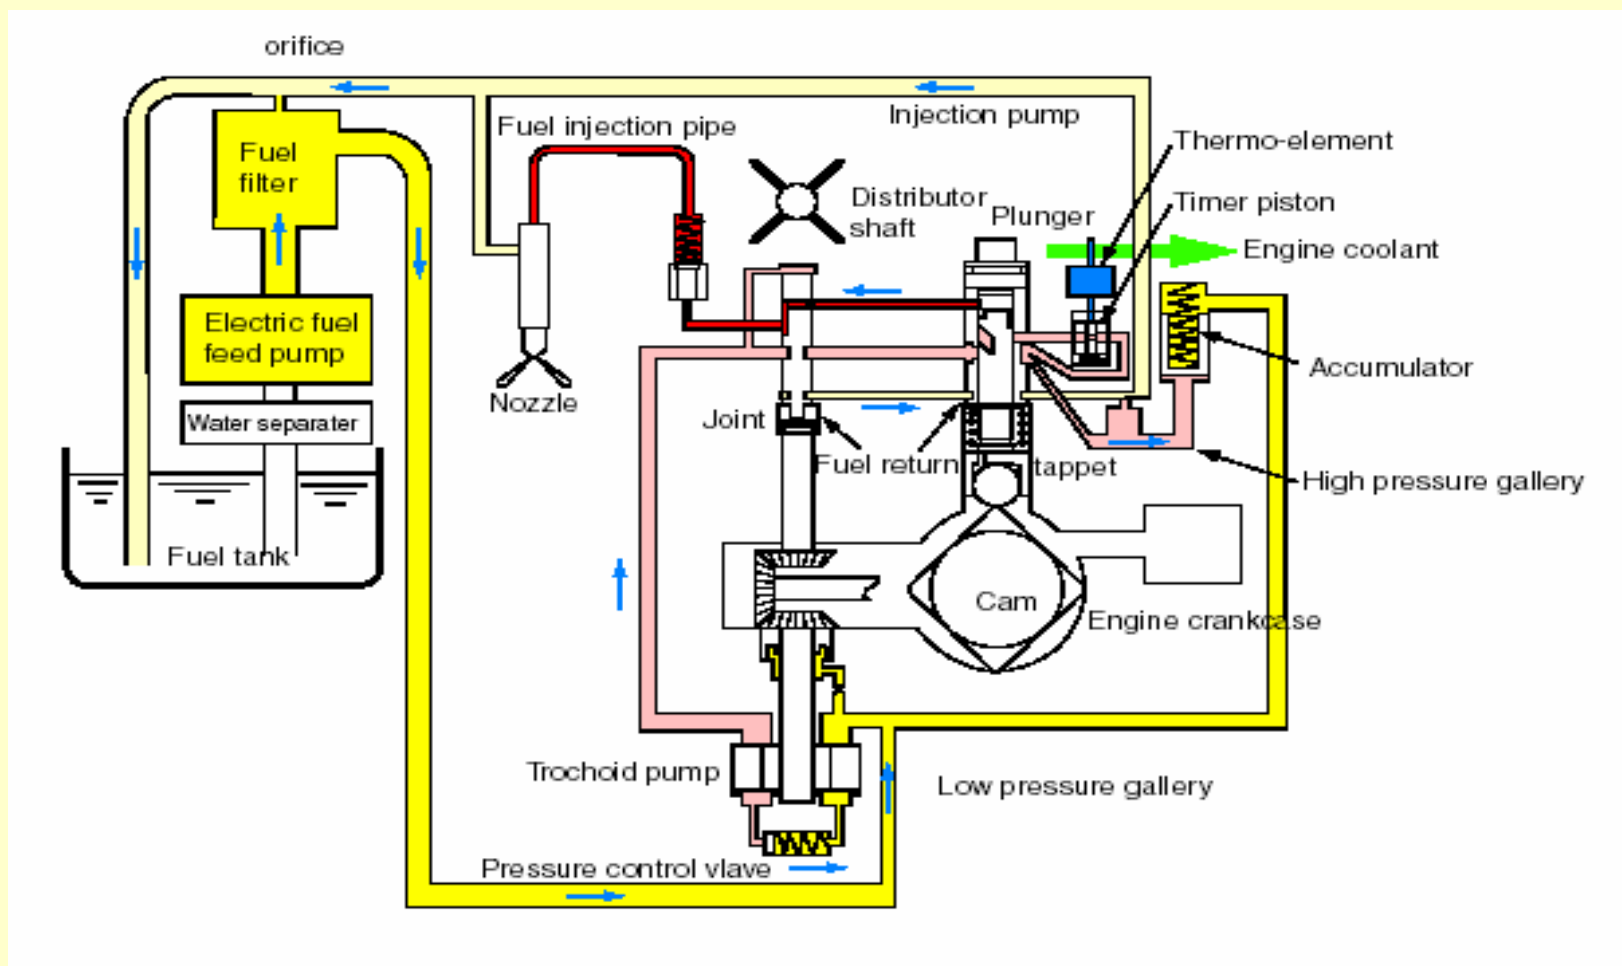 orifice
Injection pump
Fuel injection pipe
Thermo-element
Fuel
filter
Distributor
shaft
Plunger
Timer piston
Engine coolant
Electric fuel
feed pump
Accumulator
Nozzle
Water separater
Joint
Fuel return
tappet
High pressure gallery
Fuel tank
Cam
Engine crankcase
Trochoid pump
Low pressure gallery
Pressure control vlave